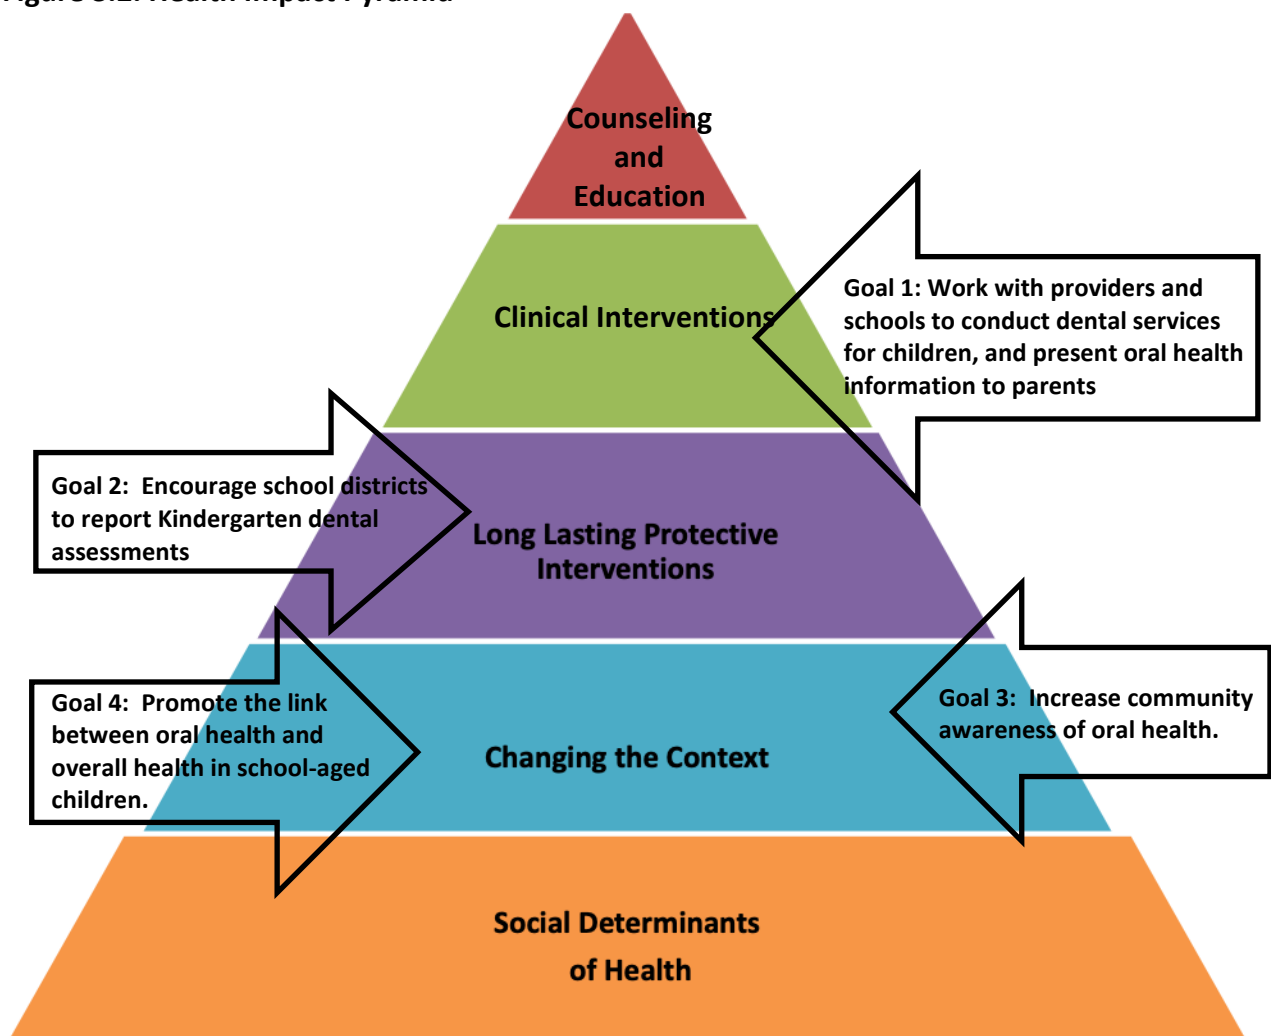 Counseling
and
Education
Clinical Interventions
Goal 1: Work with providers and
schools to conduct dental services
for children, and present oral health
information to parents
Goal 2:  Encourage school districts
to report Kindergarten dental
assessments
Long Lasting Protective
Interventions
Goal 4:  Promote the link
between oral health and
overall health in school-aged
children.
Goal 3:  Increase community
awareness of oral health.
Changing the Context
Social Determinants
of Health